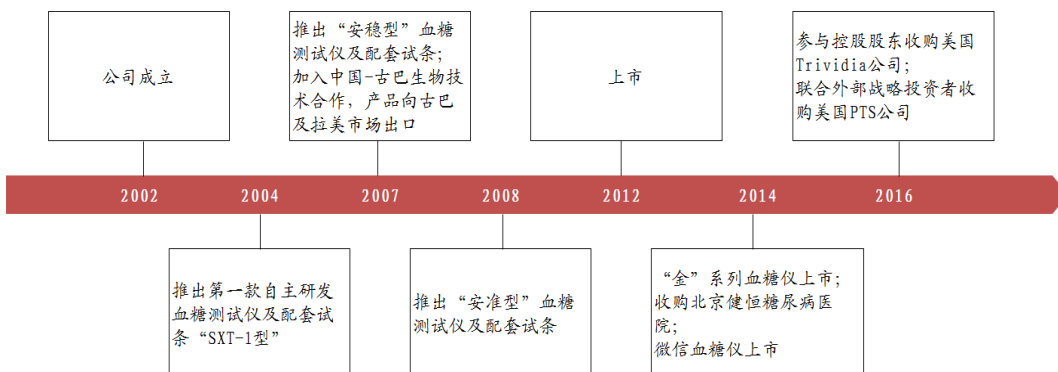 公司成立
推出“安稳型”血糖
测试仪及配套试条；
加入中国-古巴生物技
术合作，产品向古巴
及拉美市场出口
上市
参与控股股东收购美国
Trividia公司；
联合外部战略投资者收
购美国PTS公司
2002
2004
2007
2008
2012
2014
2016
推出第一款自主研发
血糖测试仪及配套试
条“SXT-1型”
推出“安准型”血糖
测试仪及配套试条
“金”系列血糖仪上市；
收购北京健恒糖尿病医
院；
微信血糖仪上市